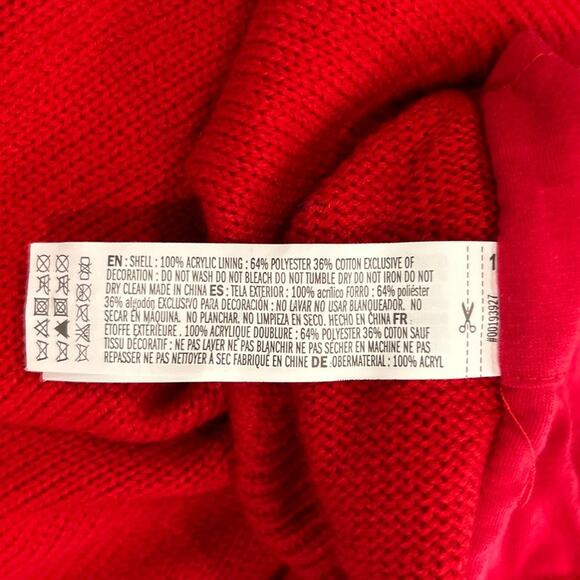 EN : SHELL : 100% ACRYLIC LINING : 64% POLYESTER 36% COTTON EXCLUSIVE OF
DECORATION : DO NOT WASH DO NOT BLEACH DO NOT TUMBLE DRY DO NOT IRON DO NOT
DRY CLEAN MADE IN CHINA ES : TELA EXTERIOR : 100% acrílico FORRO : 64% poliéster
36% algodón EXCLUSIVO PARA DECORACIÓN : NO LAVAR NO USAR BLANQUEADOR. NO
SECAR EN MÁQUINA. NO PLANCHAR, NO LIMPIEZA EN SECO. HECHO EN CHINA FR :
ÉTOFFE EXTÉRIEURE : 100% ACRYLIQUE DOUBLURE : 64% POLYESTER 36% COTON SAUF
TISSU DÉCORATIF : NE PAS LAVER NE PAS BLANCHIR NE PAS SÉCHER EN MACHINE NE PAS
REPASSER NE PAS NETTOYER À SEC FABRIQUÉ EN CHINE DE : OBERMATERIAL : 100% ACRYL
#00193927